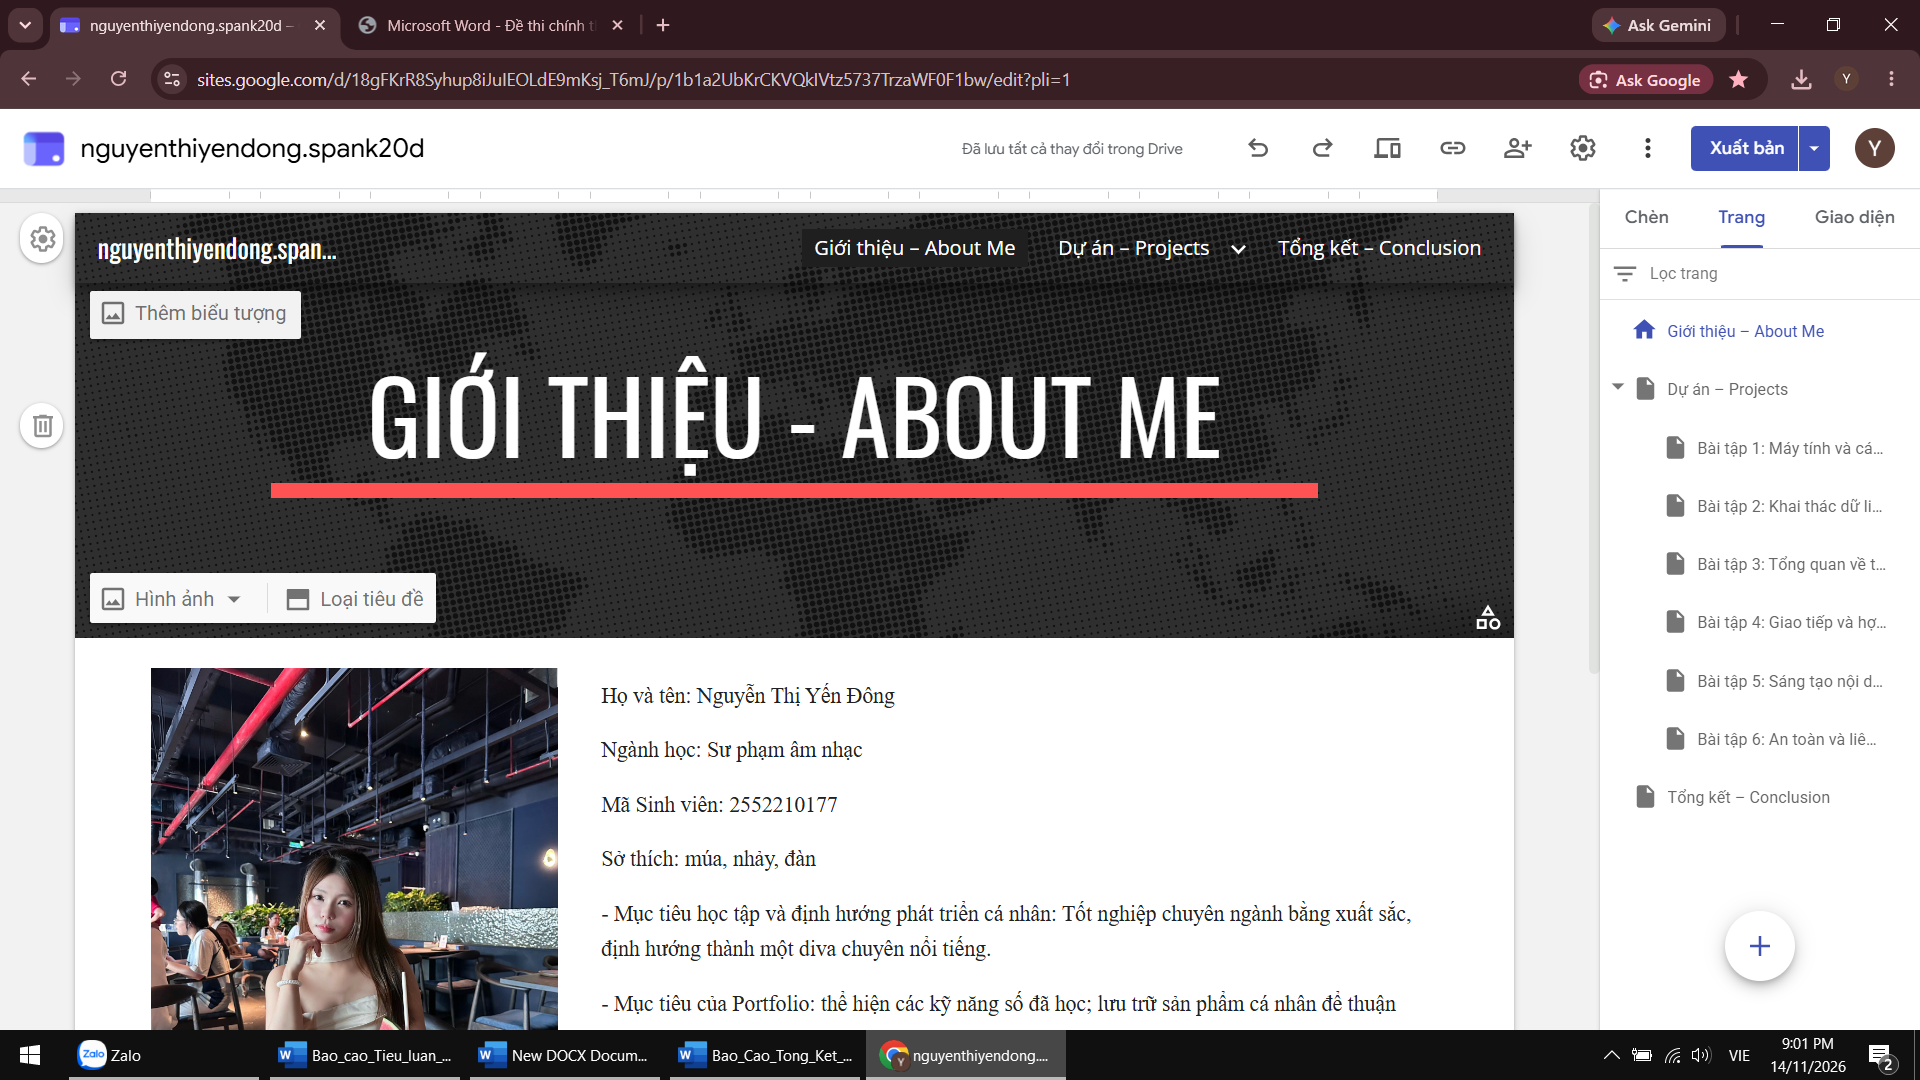 nguyenthiyendong.spank20d –
Microsoft Word - Đề thi chính t
Ask Gemini
sites.google.com/d/18gFKrR8Syhup8iJuIEOLdE9mKsj_T6mJ/p/1b1a2UbKrCKVQkIVtz5737TrzaWF0F1bw/edit?pli=1
Ask Google
Y
nguyenthiyendong.spank20d
Đã lưu tất cả thay đổi trong Drive
Xuất bản
Y
nguyenthiyendong.span...
Giới thiệu – About Me
Dự án – Projects
Tổng kết – Conclusion
Thêm biểu tượng
GIỚI THIỆU - ABOUT ME
Hình ảnh
Loại tiêu đề
Họ và tên: Nguyễn Thị Yến Đông
Ngành học: Sư phạm âm nhạc
Mã Sinh viên: 2552210177
Sở thích: múa, nhảy, đàn
- Mục tiêu học tập và định hướng phát triển cá nhân: Tốt nghiệp chuyên ngành bằng xuất sắc,
định hướng thành một diva chuyên nổi tiếng.
- Mục tiêu của Portfolio: thể hiện các kỹ năng số đã học; lưu trữ sản phẩm cá nhân để thuận
Chèn
Trang
Giao diện
Lọc trang
Giới thiệu – About Me
Dự án – Projects
Bài tập 1: Máy tính và cá...
Bài tập 2: Khai thác dữ li...
Bài tập 3: Tổng quan về t...
Bài tập 4: Giao tiếp và hợ...
Bài tập 5: Sáng tạo nội d...
Bài tập 6: An toàn và liê...
Tổng kết – Conclusion
Zalo
Zalo
Bao_cao_Tieu_luan_...
New DOCX Docum...
Bao_Cao_Tong_Ket_...
nguyenthiyendong....
VIE
9:01 PM
14/11/2026
2